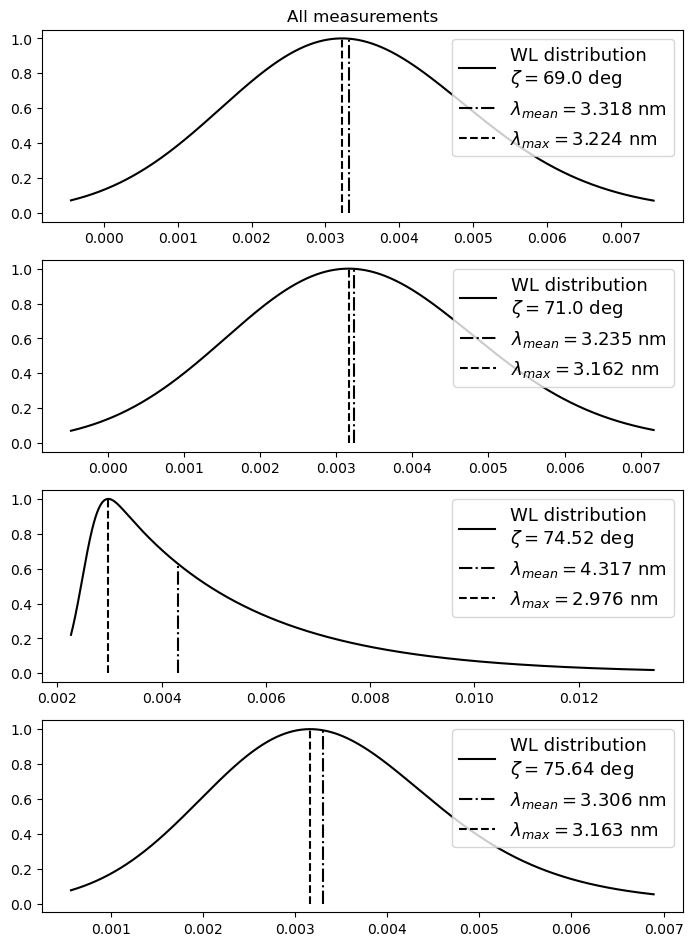 All measurements
1.0
0.8
0.6
0.4
0.2
0.0
WL distribution
ζ = 69.0 deg
λ_mean = 3.318 nm
λ_max = 3.224 nm
0.000 0.001 0.002 0.003 0.004 0.005 0.006 0.007
1.0
0.8
0.6
0.4
0.2
0.0
WL distribution
ζ = 71.0 deg
λ_mean = 3.235 nm
λ_max = 3.162 nm
0.000 0.001 0.002 0.003 0.004 0.005 0.006 0.007
1.0
0.8
0.6
0.4
0.2
0.0
WL distribution
ζ = 74.52 deg
λ_mean = 4.317 nm
λ_max = 2.976 nm
0.002 0.004 0.006 0.008 0.010 0.012
1.0
0.8
0.6
0.4
0.2
0.0
WL distribution
ζ = 75.64 deg
λ_mean = 3.306 nm
λ_max = 3.163 nm
0.001 0.002 0.003 0.004 0.005 0.006 0.007